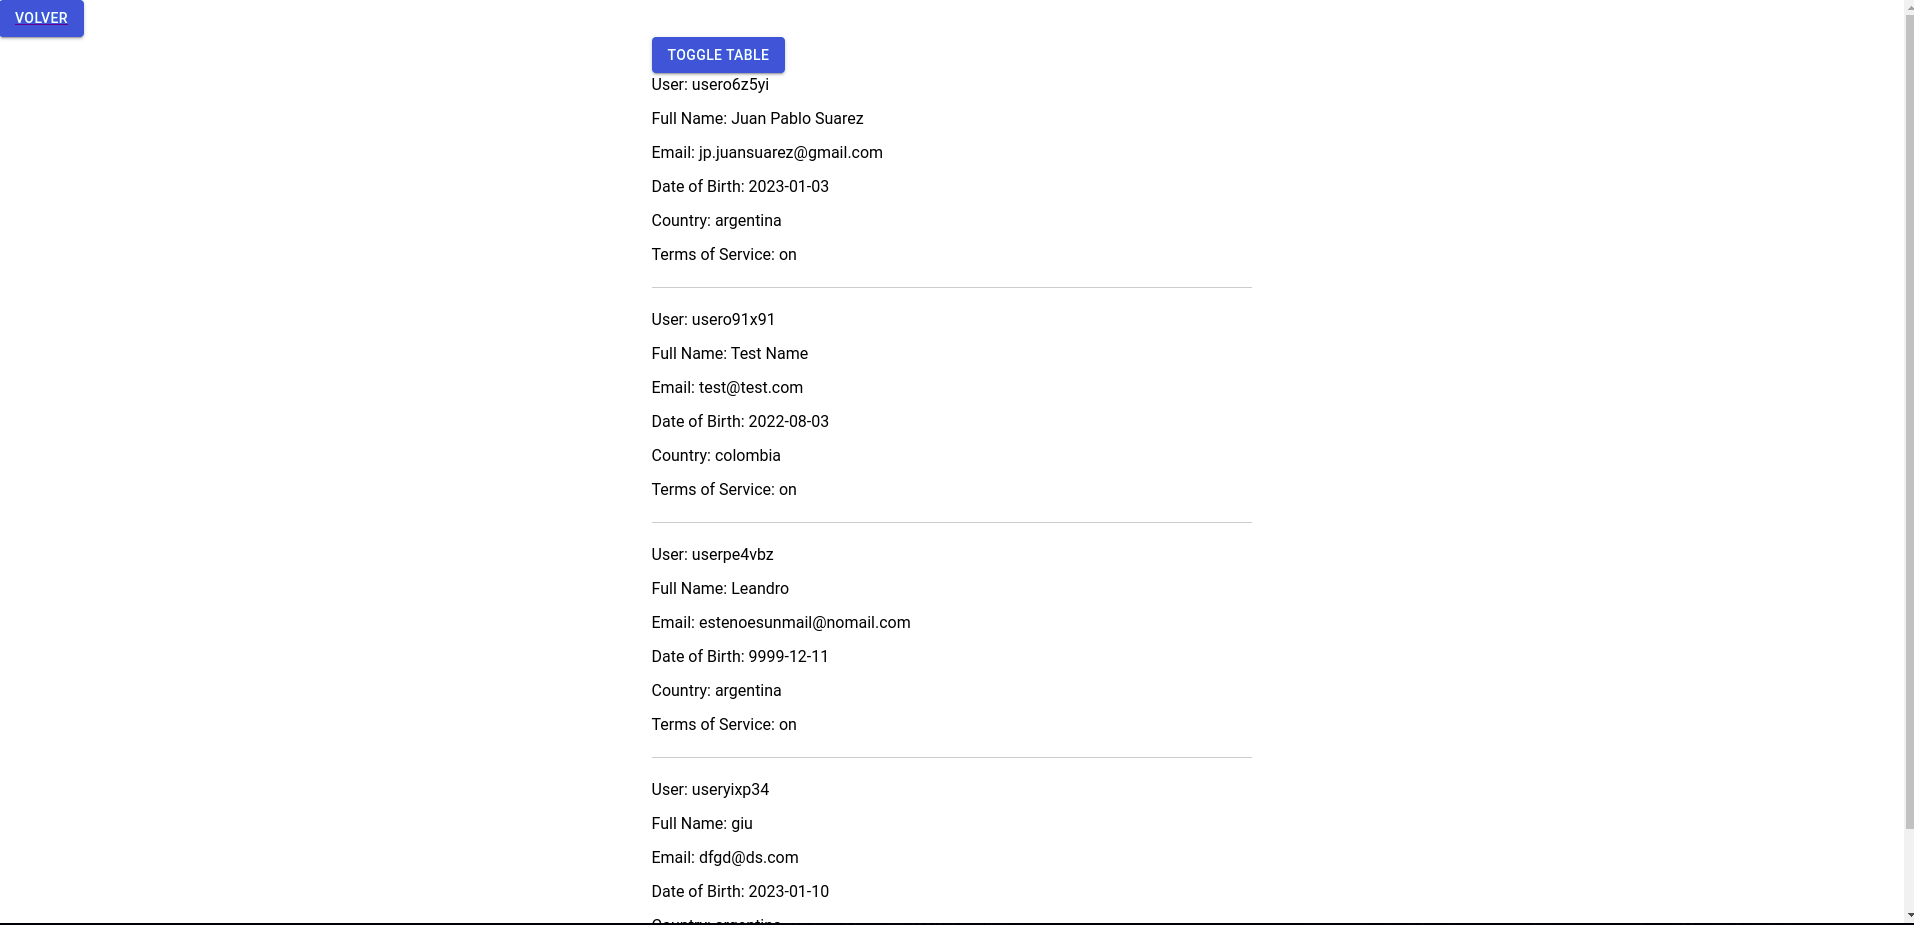 VOLVER
TOGGLE TABLE
User: usero6z5yi
Full Name: Juan Pablo Suarez
Email: jp.juansuarez@gmail.com
Date of Birth: 2023-01-03
Country: argentina
Terms of Service: on
User: usero91x91
Full Name: Test Name
Email: test@test.com
Date of Birth: 2022-08-03
Country: colombia
Terms of Service: on
User: userpe4vbz
Full Name: Leandro
Email: estenoesunmail@nomail.com
Date of Birth: 9999-12-11
Country: argentina
Terms of Service: on
User: useryixp34
Full Name: giu
Email: dfgd@ds.com
Date of Birth: 2023-01-10
Country: argentina